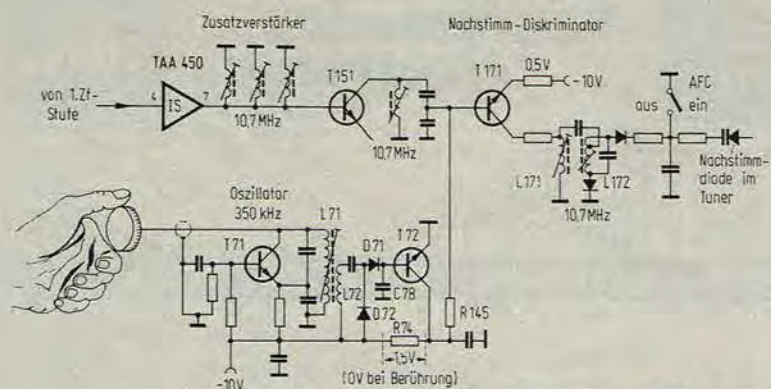 Zusatzverstärker
Nachstimm-Diskriminator
TAA 450
T151
T171
0,5V
-10V
AFC
von 1.Zf-
Stufe
4
IS
7
aus
ein
10,7MHz
10,7MHz
Nachstimm-
diode im
Tuner
L171
L172
10,7MHz
Oszillator
350 kHz
L71
T71
D71
T72
L72
C78
D72
R145
R74
1,5V
-10V
(0V bei Berührung)